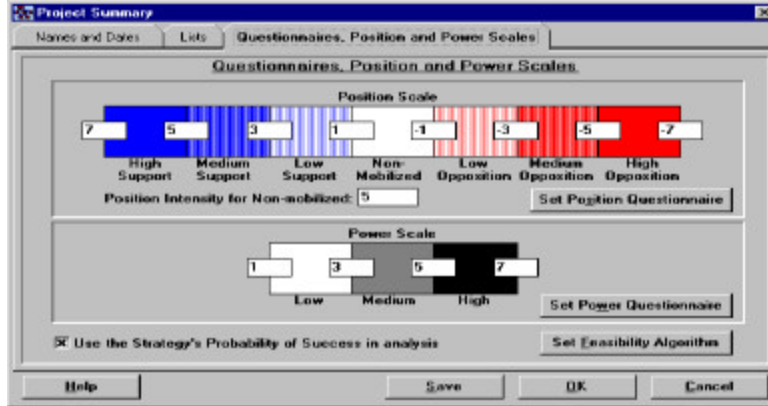 Project Summary
Names and Dates Lists Questionnaires, Position and Power Scales
Questionnaires, Position and Power Scales
Position Scale
7 5 3 1 -1 -3 -5 -7
High Medium Low Non- Low Medium High
Support Support Support Mobilized Opposition Opposition Opposition
Position Intensity for Non-mobilized: 5 Set Position Questionnaire
Power Scale
1 3 5 7
Low Medium High
Set Power Questionnaire
Use the Strategy's Probability of Success in analysis Set Feasibility Algorithm
Help Save OK Cancel